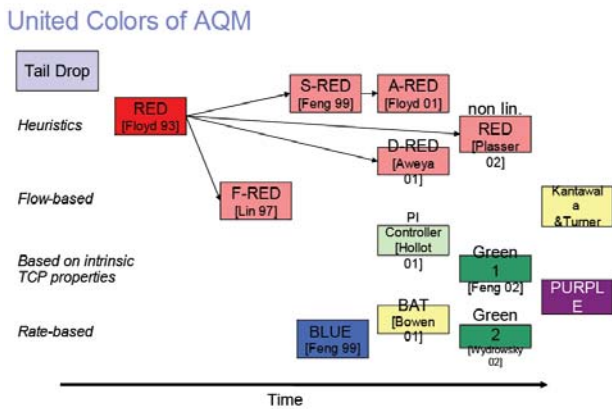 United Colors of AQM
Tail Drop
Heuristics
RED
[Floyd 93]
S-RED
[Feng 99]
A-RED
[Floyd 01]
non lin.
RED
[Plasser
02]
D-RED
[Aweya
01]
Flow-based
F-RED
[Lin 97]
Kantawal
a
&Turner
Based on intrinsic
TCP properties
PI
Controller
[Hollot
01]
Green
1
[Feng 02]
PURPL
E
Rate-based
BLUE
[Feng 99]
BAT
[Bowen
01]
Green
2
[Wydrowsky
02]
Time